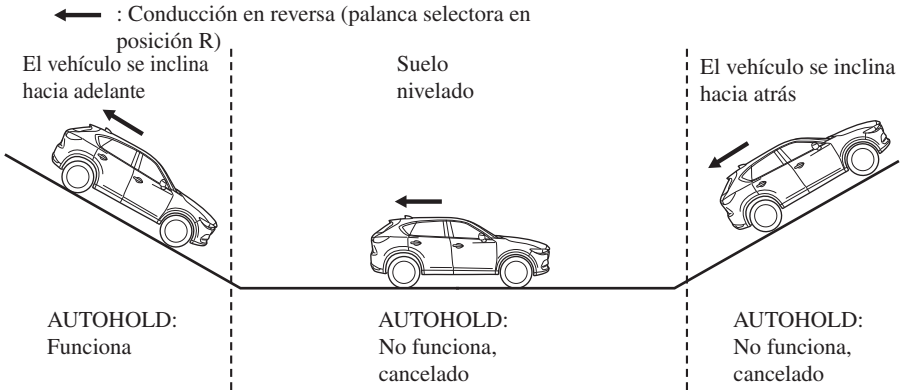 : Conducción en reversa (palanca selectora en
posición R)
El vehículo se inclina
hacia adelante
Suelo
nivelado
El vehículo se inclina
hacia atrás
AUTOHOLD:
Funciona
AUTOHOLD:
No funciona,
cancelado
AUTOHOLD:
No funciona,
cancelado